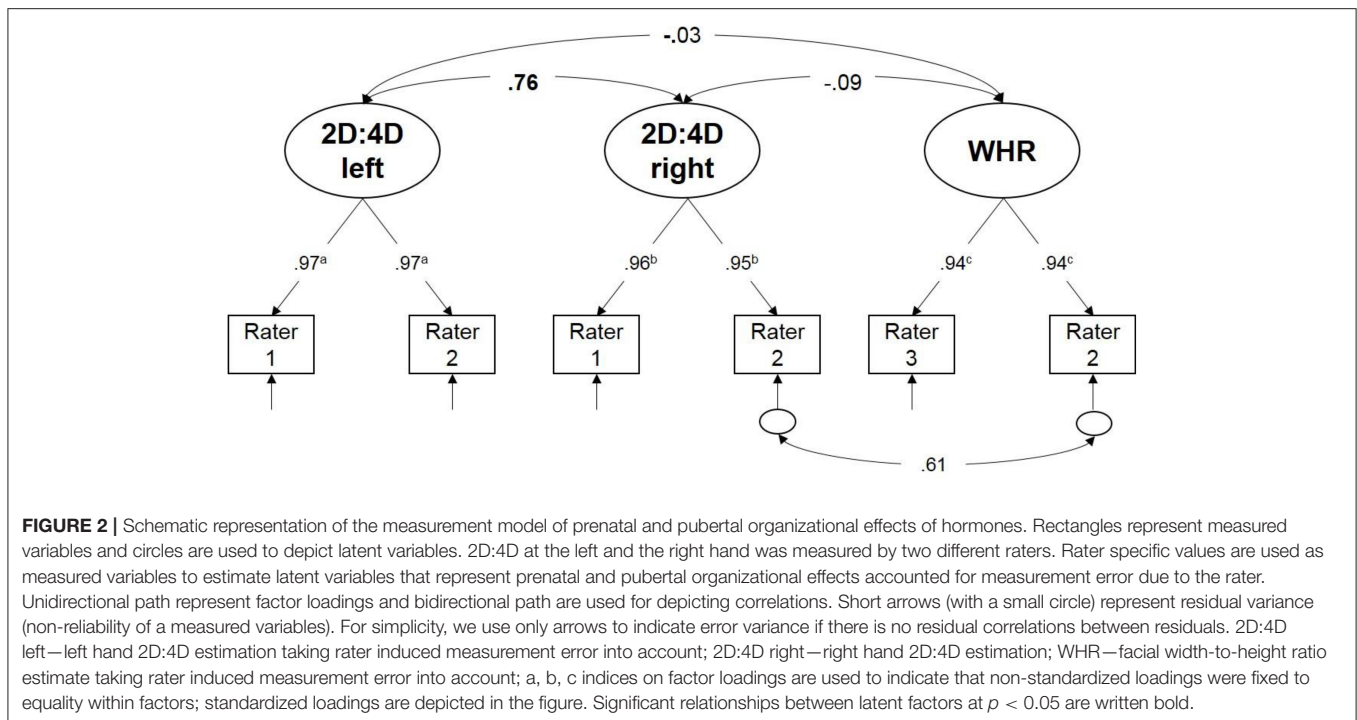 -.03
.76
-.09
2D:4D
left
2D:4D
right
WHR
.97ᵃ
.97ᵃ
.96ᵇ
.95ᵇ
.94ᶜ
.94ᶜ
Rater
1
Rater
2
Rater
1
Rater
2
Rater
3
Rater
2
.61
FIGURE 2 | Schematic representation of the measurement model of prenatal and pubertal organizational effects of hormones. Rectangles represent measured
variables and circles are used to depict latent variables. 2D:4D at the left and the right hand was measured by two different raters. Rater specific values are used as
measured variables to estimate latent variables that represent prenatal and pubertal organizational effects accounted for measurement error due to the rater.
Unidirectional path represent factor loadings and bidirectional path are used for depicting correlations. Short arrows (with a small circle) represent residual variance
(non-reliability of a measured variables). For simplicity, we use only arrows to indicate error variance if there is no residual correlations between residuals. 2D:4D
left—left hand 2D:4D estimation taking rater induced measurement error into account; 2D:4D right—right hand 2D:4D estimation; WHR—facial width-to-height ratio
estimate taking rater induced measurement error into account; a, b, c indices on factor loadings are used to indicate that non-standardized loadings were fixed to
equality within factors; standardized loadings are depicted in the figure. Significant relationships between latent factors at p < 0.05 are written bold.